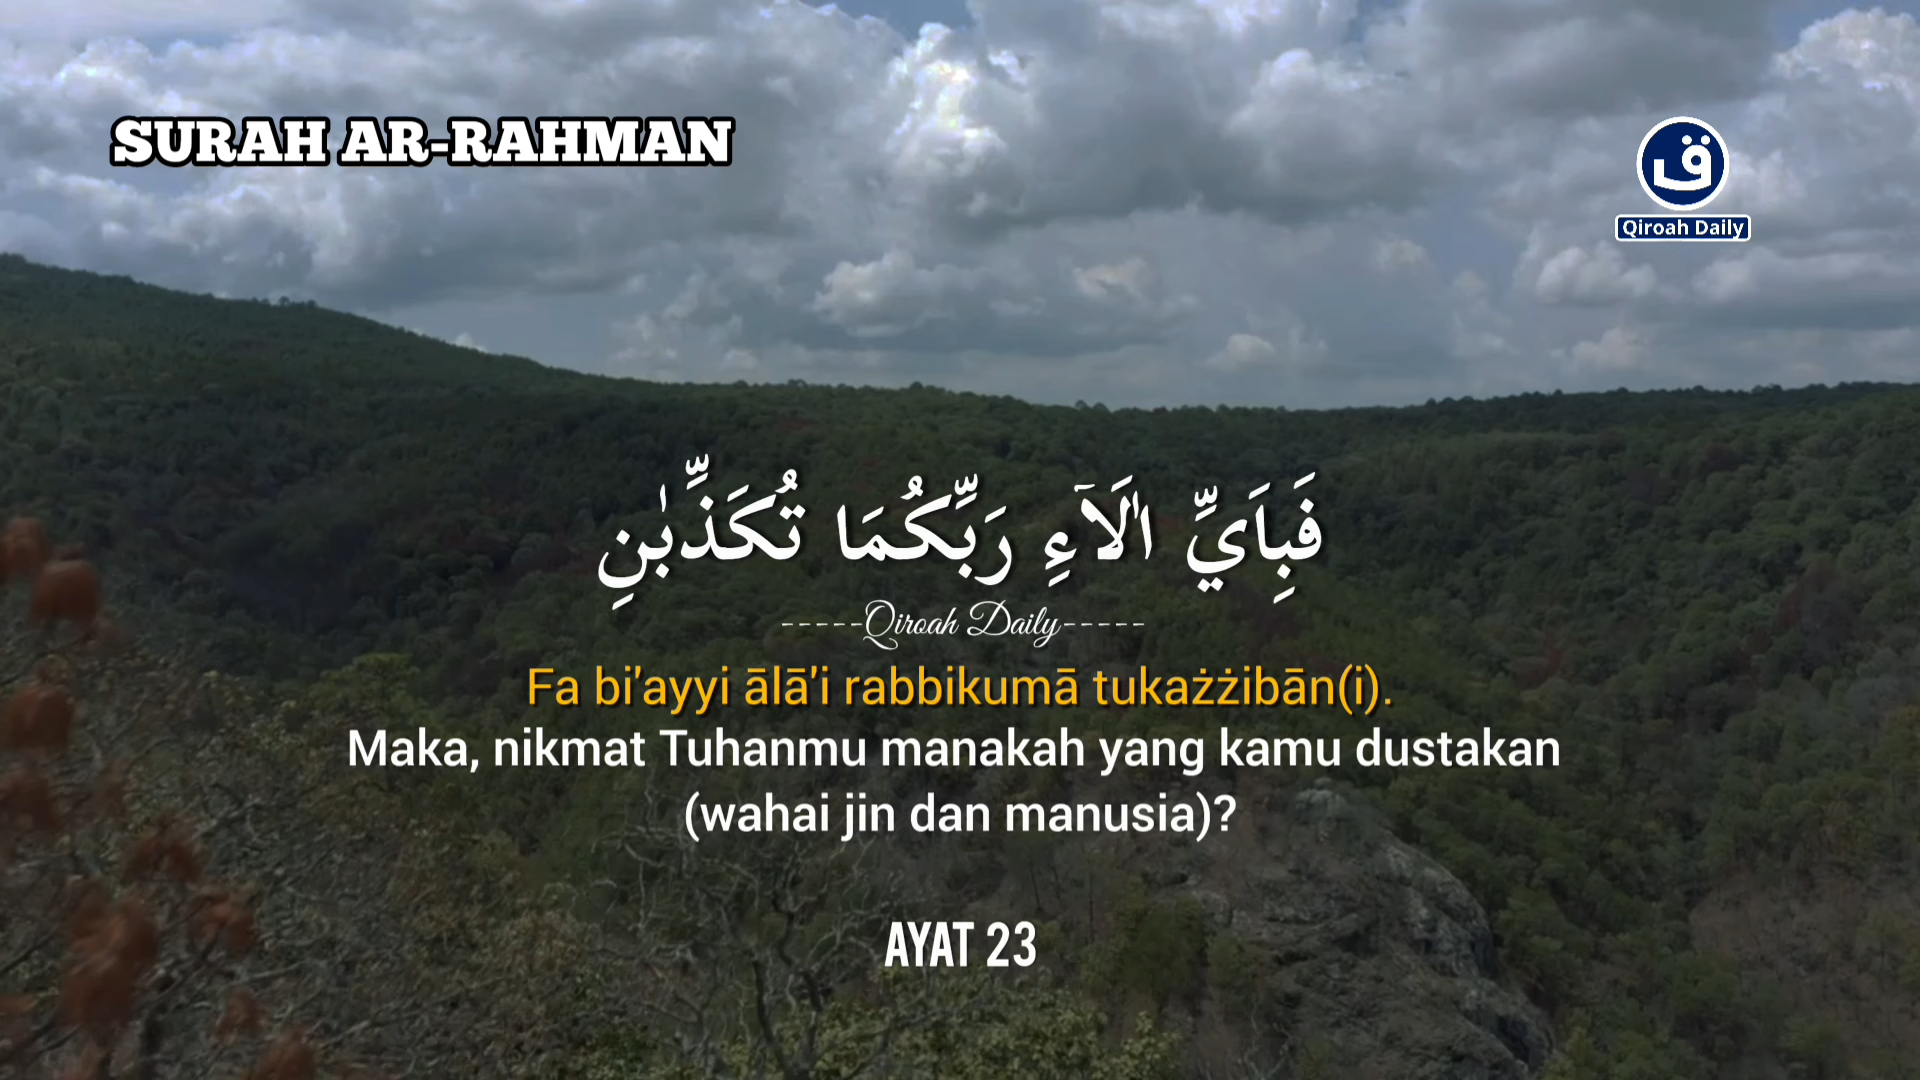 SURAH AR-RAHMAN
ق
Qiroah Daily
فَبِاَيِّ اٰلَاۤءِ رَبِّكُمَا تُكَذِّبٰنِ
-----Qiroah Daily-----
Fa bi'ayyi ālā'i rabbikumā tukażżibān(i).
Maka, nikmat Tuhanmu manakah yang kamu dustakan
(wahai jin dan manusia)?
AYAT 23